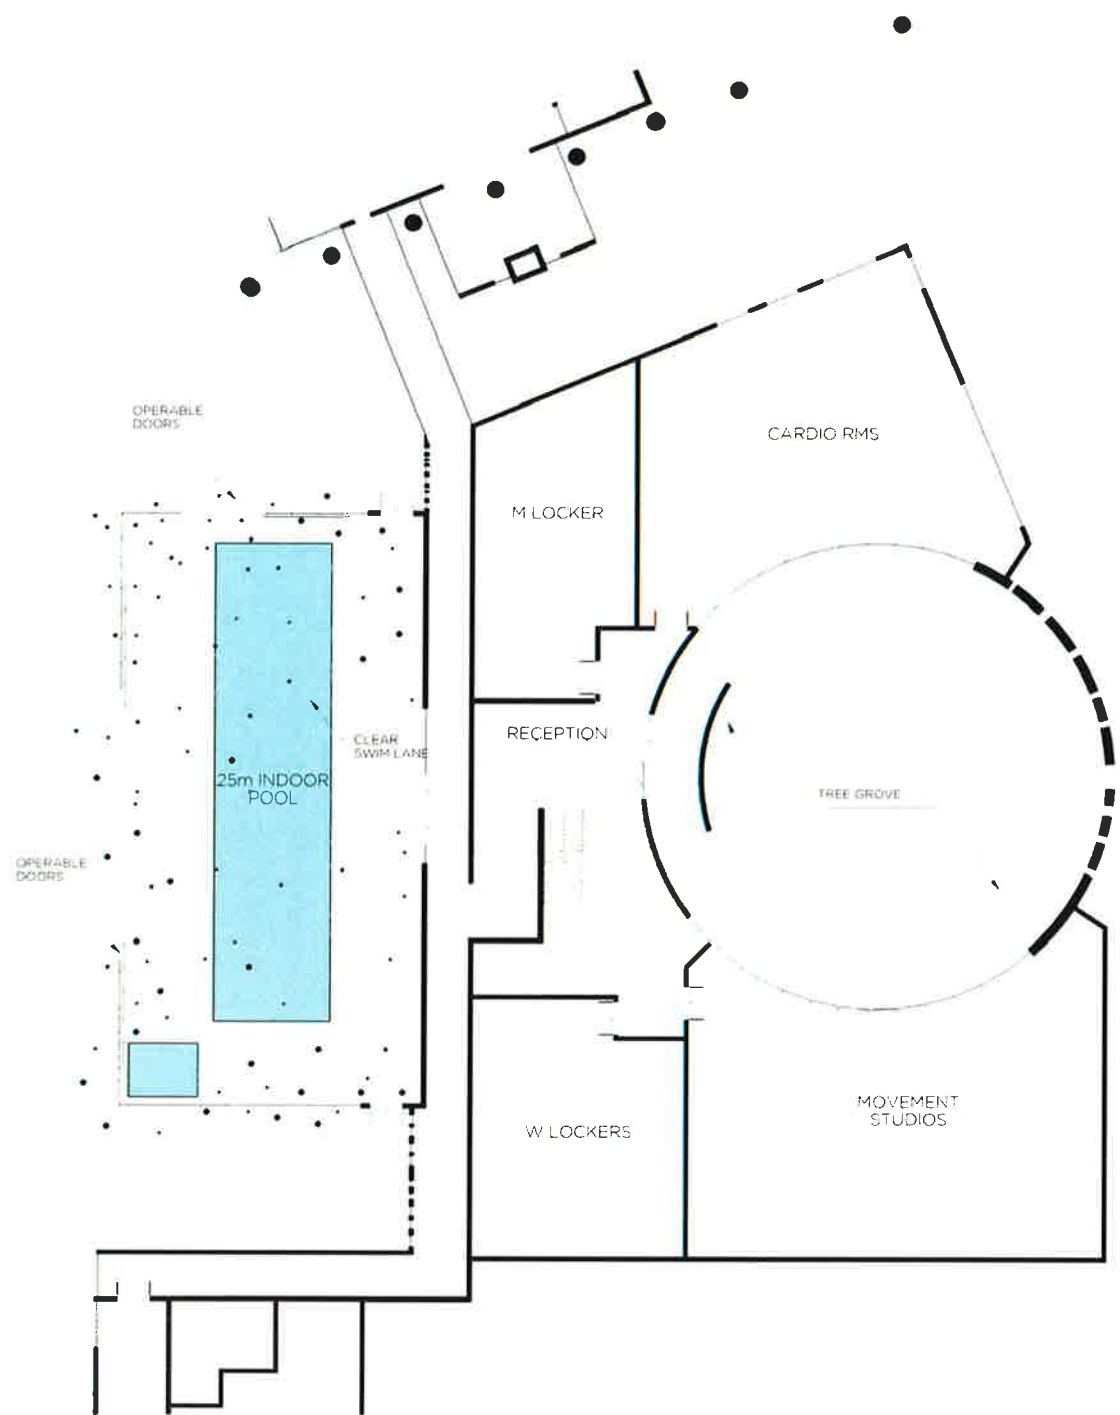 OPERABLE
DOORS
CARDIO RMS
M LOCKER
RECEPTION
CLEAR
SWIM LANE
25m INDOOR
POOL
TREE GROVE
OPERABLE
DOORS
MOVEMENT
STUDIOS
W LOCKERS